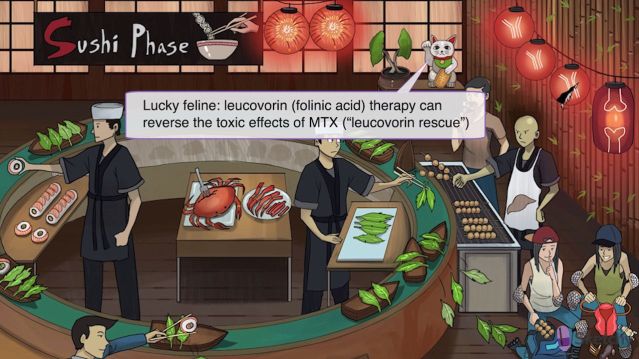 Sushi Phase
Lucky feline: leucovorin (folinic acid) therapy can
reverse the toxic effects of MTX (“leucovorin rescue”)